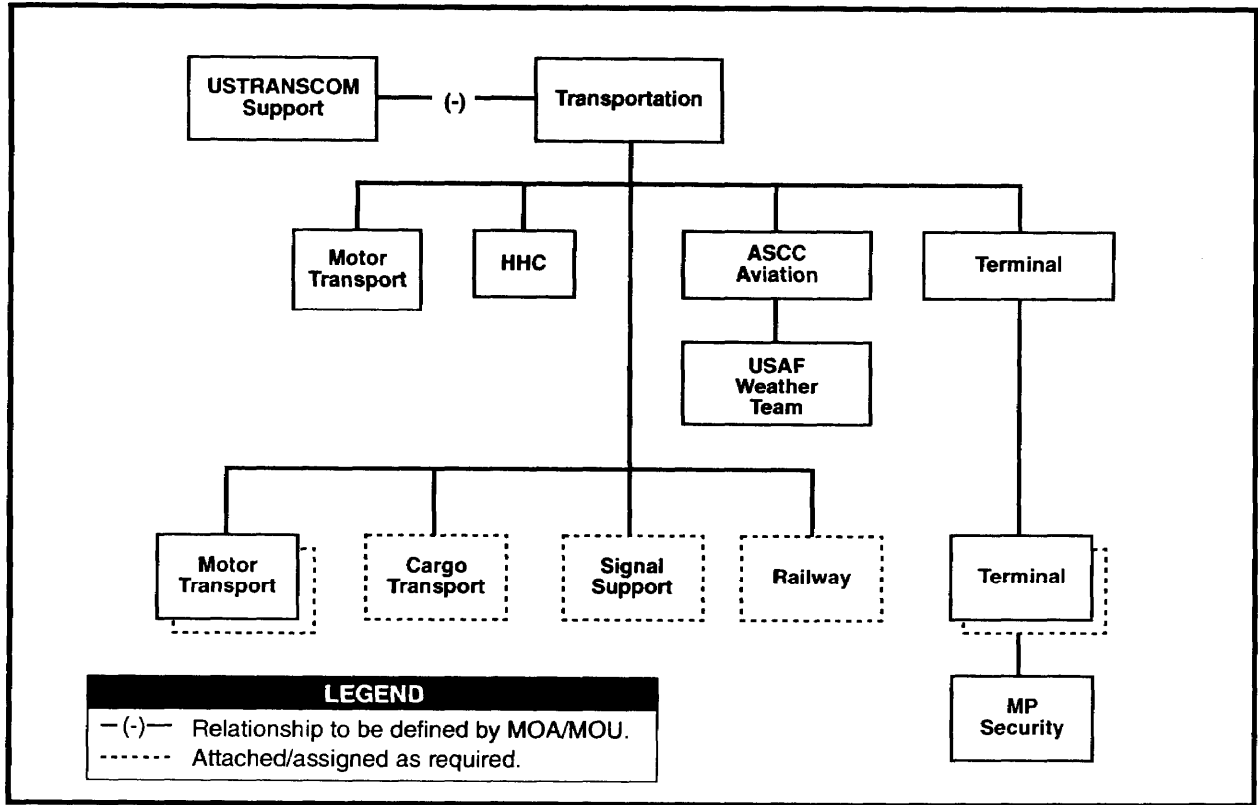 USTRANSCOM
Support
(-)
Transportation
Motor
Transport
HHC
ASCC
Aviation
Terminal
USAF
Weather
Team
Motor
Transport
Cargo
Transport
Signal
Support
Railway
Terminal
MP
Security
LEGEND
—(-)— Relationship to be defined by MOA/MOU.
Attached/assigned as required.